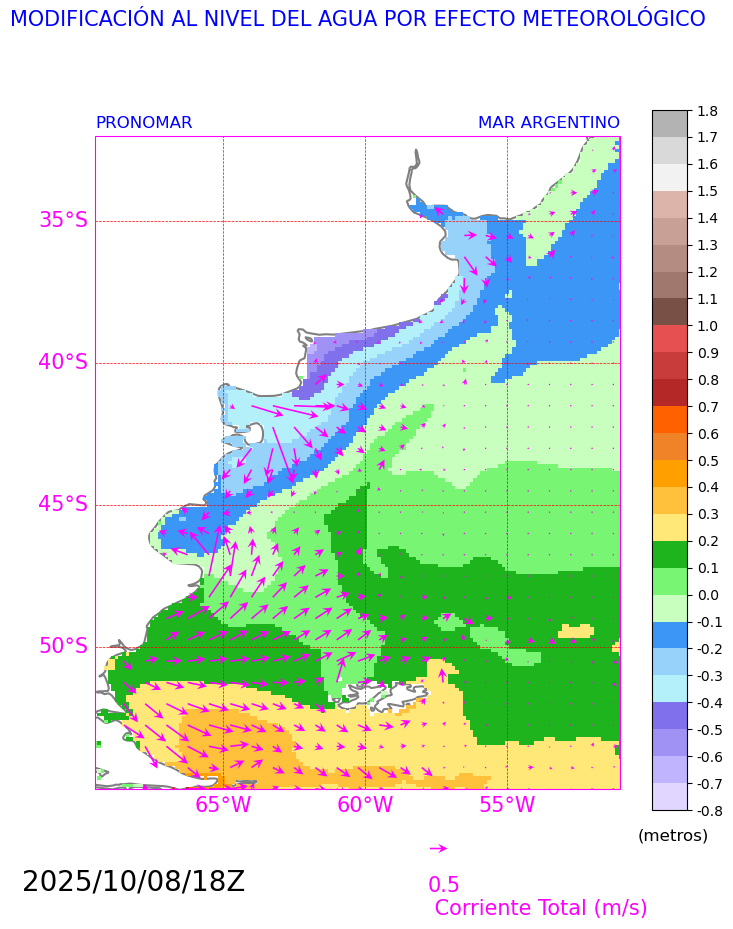 MODIFICACIÓN AL NIVEL DEL AGUA POR EFECTO METEOROLÓGICO
PRONOMAR
MAR ARGENTINO
35°S
40°S
45°S
50°S
65°W
60°W
55°W
1.8
1.7
1.6
1.5
1.4
1.3
1.2
1.1
1.0
0.9
0.8
0.7
0.6
0.5
0.4
0.3
0.2
0.1
0.0
-0.1
-0.2
-0.3
-0.4
-0.5
-0.6
-0.7
-0.8
(metros)
2025/10/08/18Z
0.5
Corriente Total (m/s)